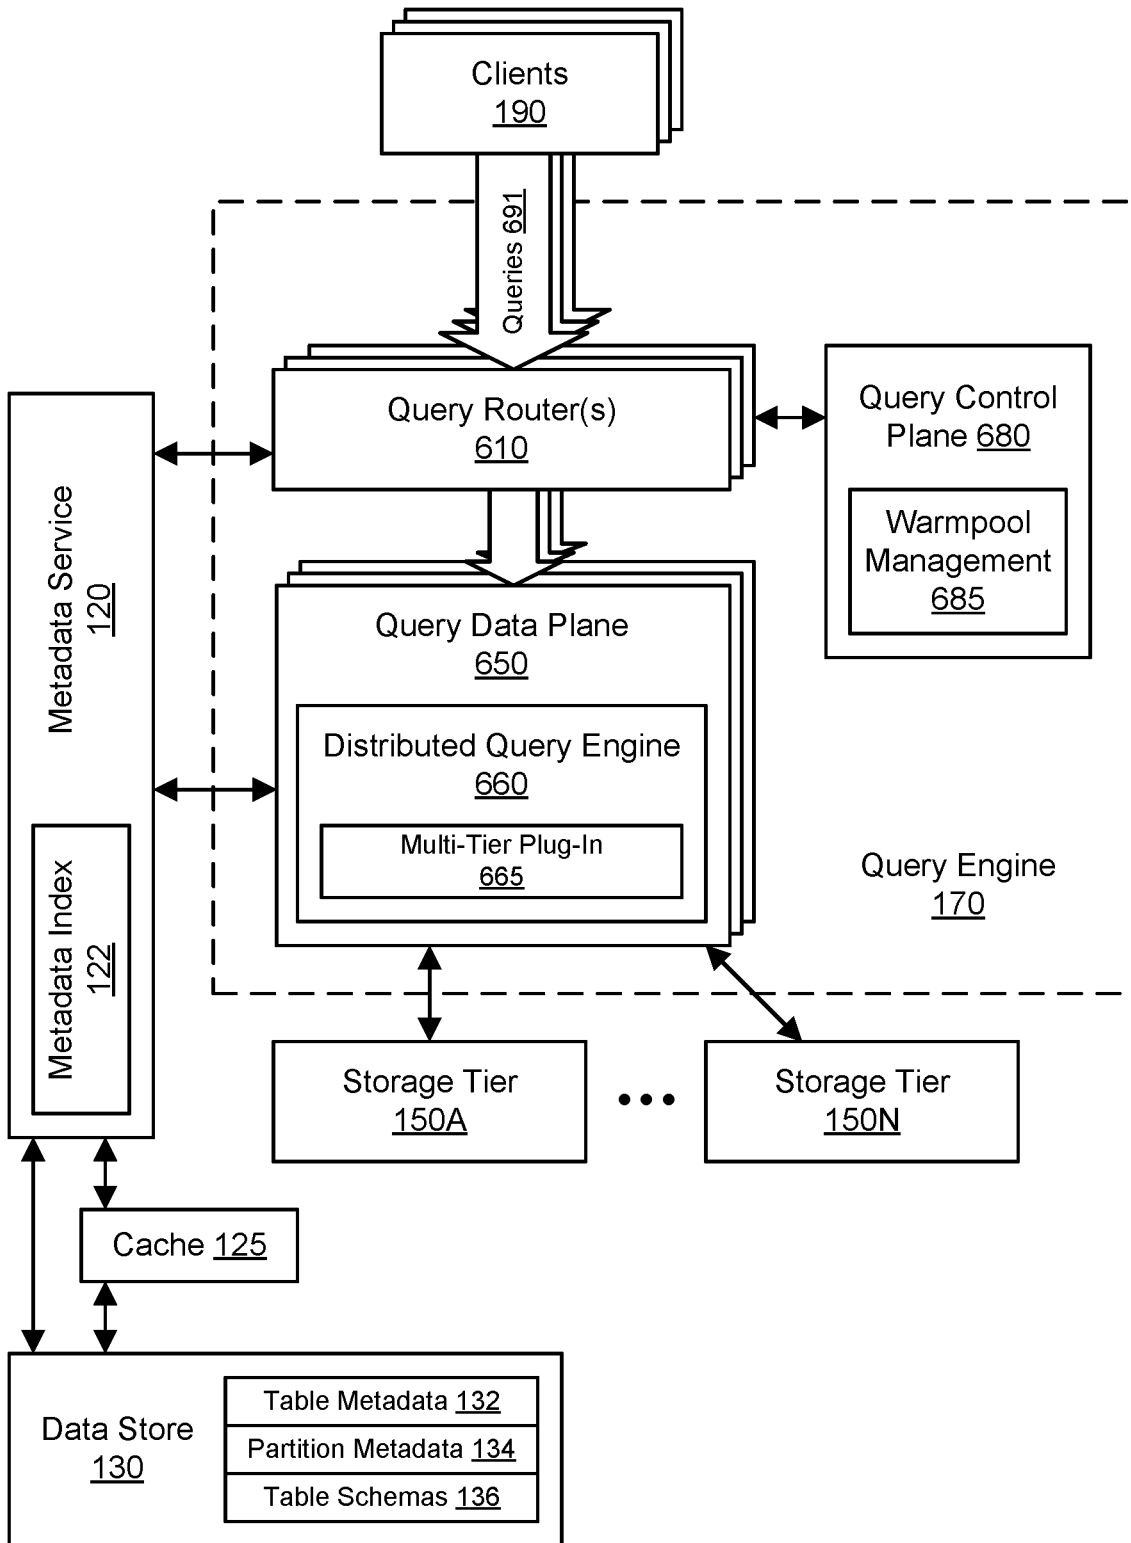 Clients
190
Queries 691
Query Router(s)
610
Query Control
Plane 680
Warmpool
Management
685
Metadata Service
120
Metadata Index
122
Query Data Plane
650
Distributed Query Engine
660
Multi-Tier Plug-In
665
Query Engine
170
Storage Tier
150A
Storage Tier
150N
Cache 125
Data Store
130
Table Metadata 132
Partition Metadata 134
Table Schemas 136